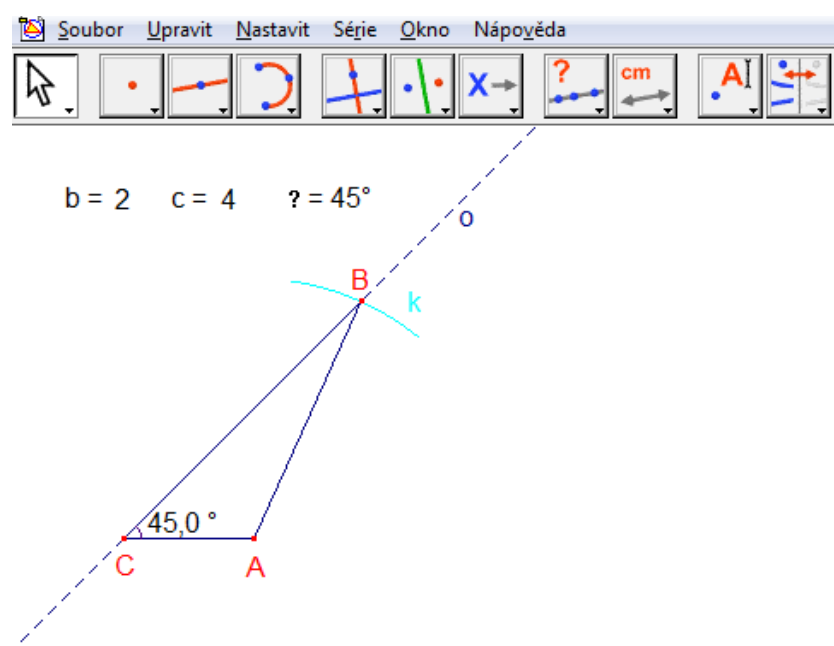 Soubor Upravit Nastavit Série Okno Nápověda
X ? cm A
b = 2 c = 4 ? = 45°
o
B
k
45,0 °
C A